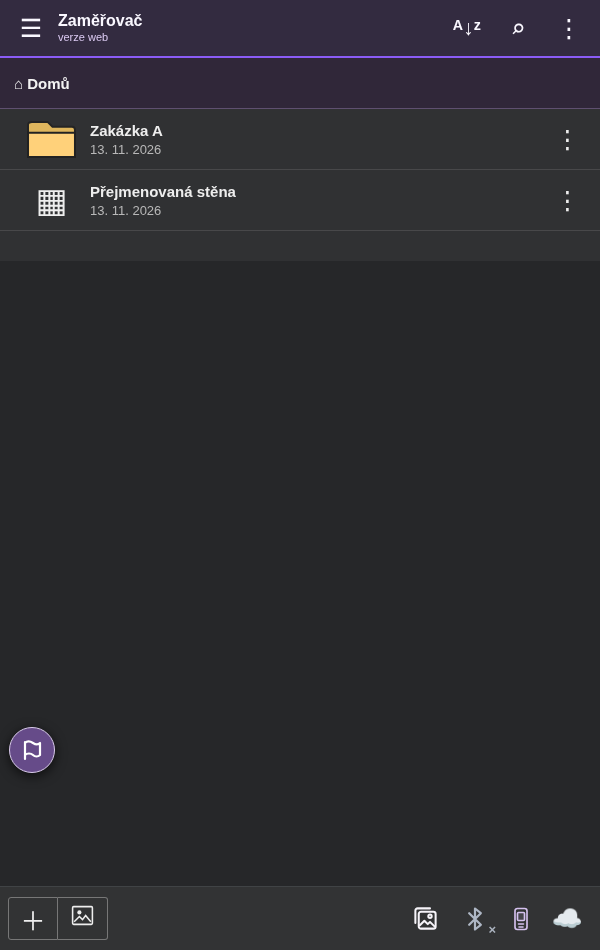 Zaměřovač
verze web
A↓z
⌂ Domů
Zakázka A
13. 11. 2026
Přejmenovaná stěna
13. 11. 2026